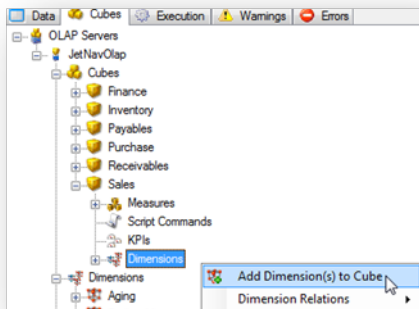 Data Cubes Execution Warnings Errors
OLAP Servers
JetNavOlap
Cubes
Finance
Inventory
Payables
Purchase
Receivables
Sales
Measures
Script Commands
KPIs
Dimensions
Add Dimension(s) to Cube
Dimensions
Aging
Dimension Relations